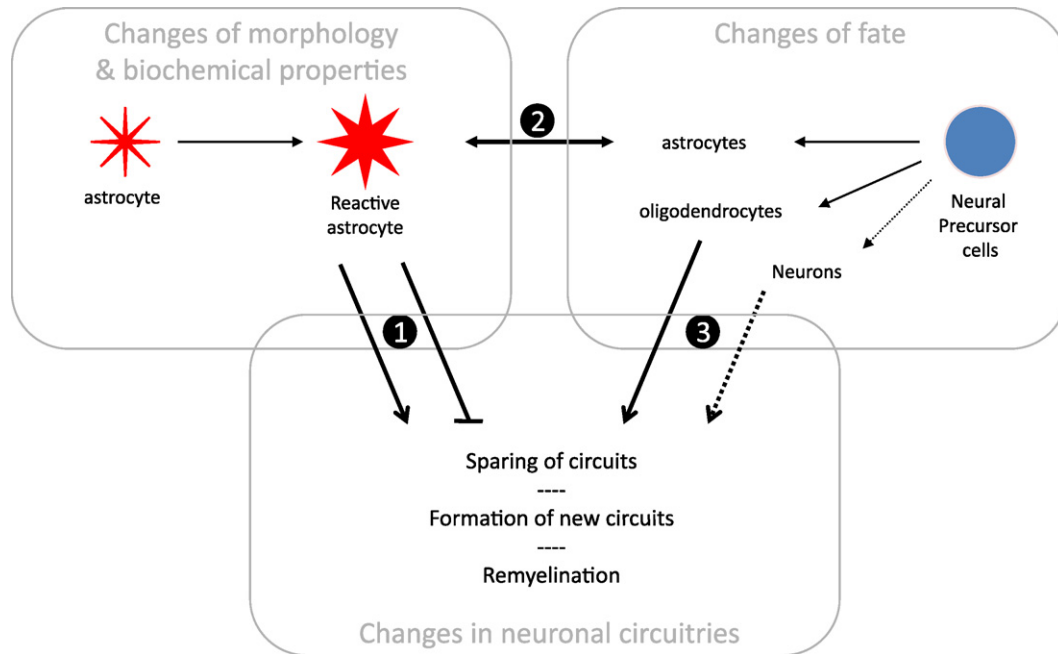 Changes of morphology
& biochemical properties
astrocyte
Reactive
astrocyte
2
Changes of fate
astrocytes
oligodendrocytes
Neurons
Neural
Precursor
cells
1
3
Sparing of circuits
----
Formation of new circuits
----
Remyelination
Changes in neuronal circuitries